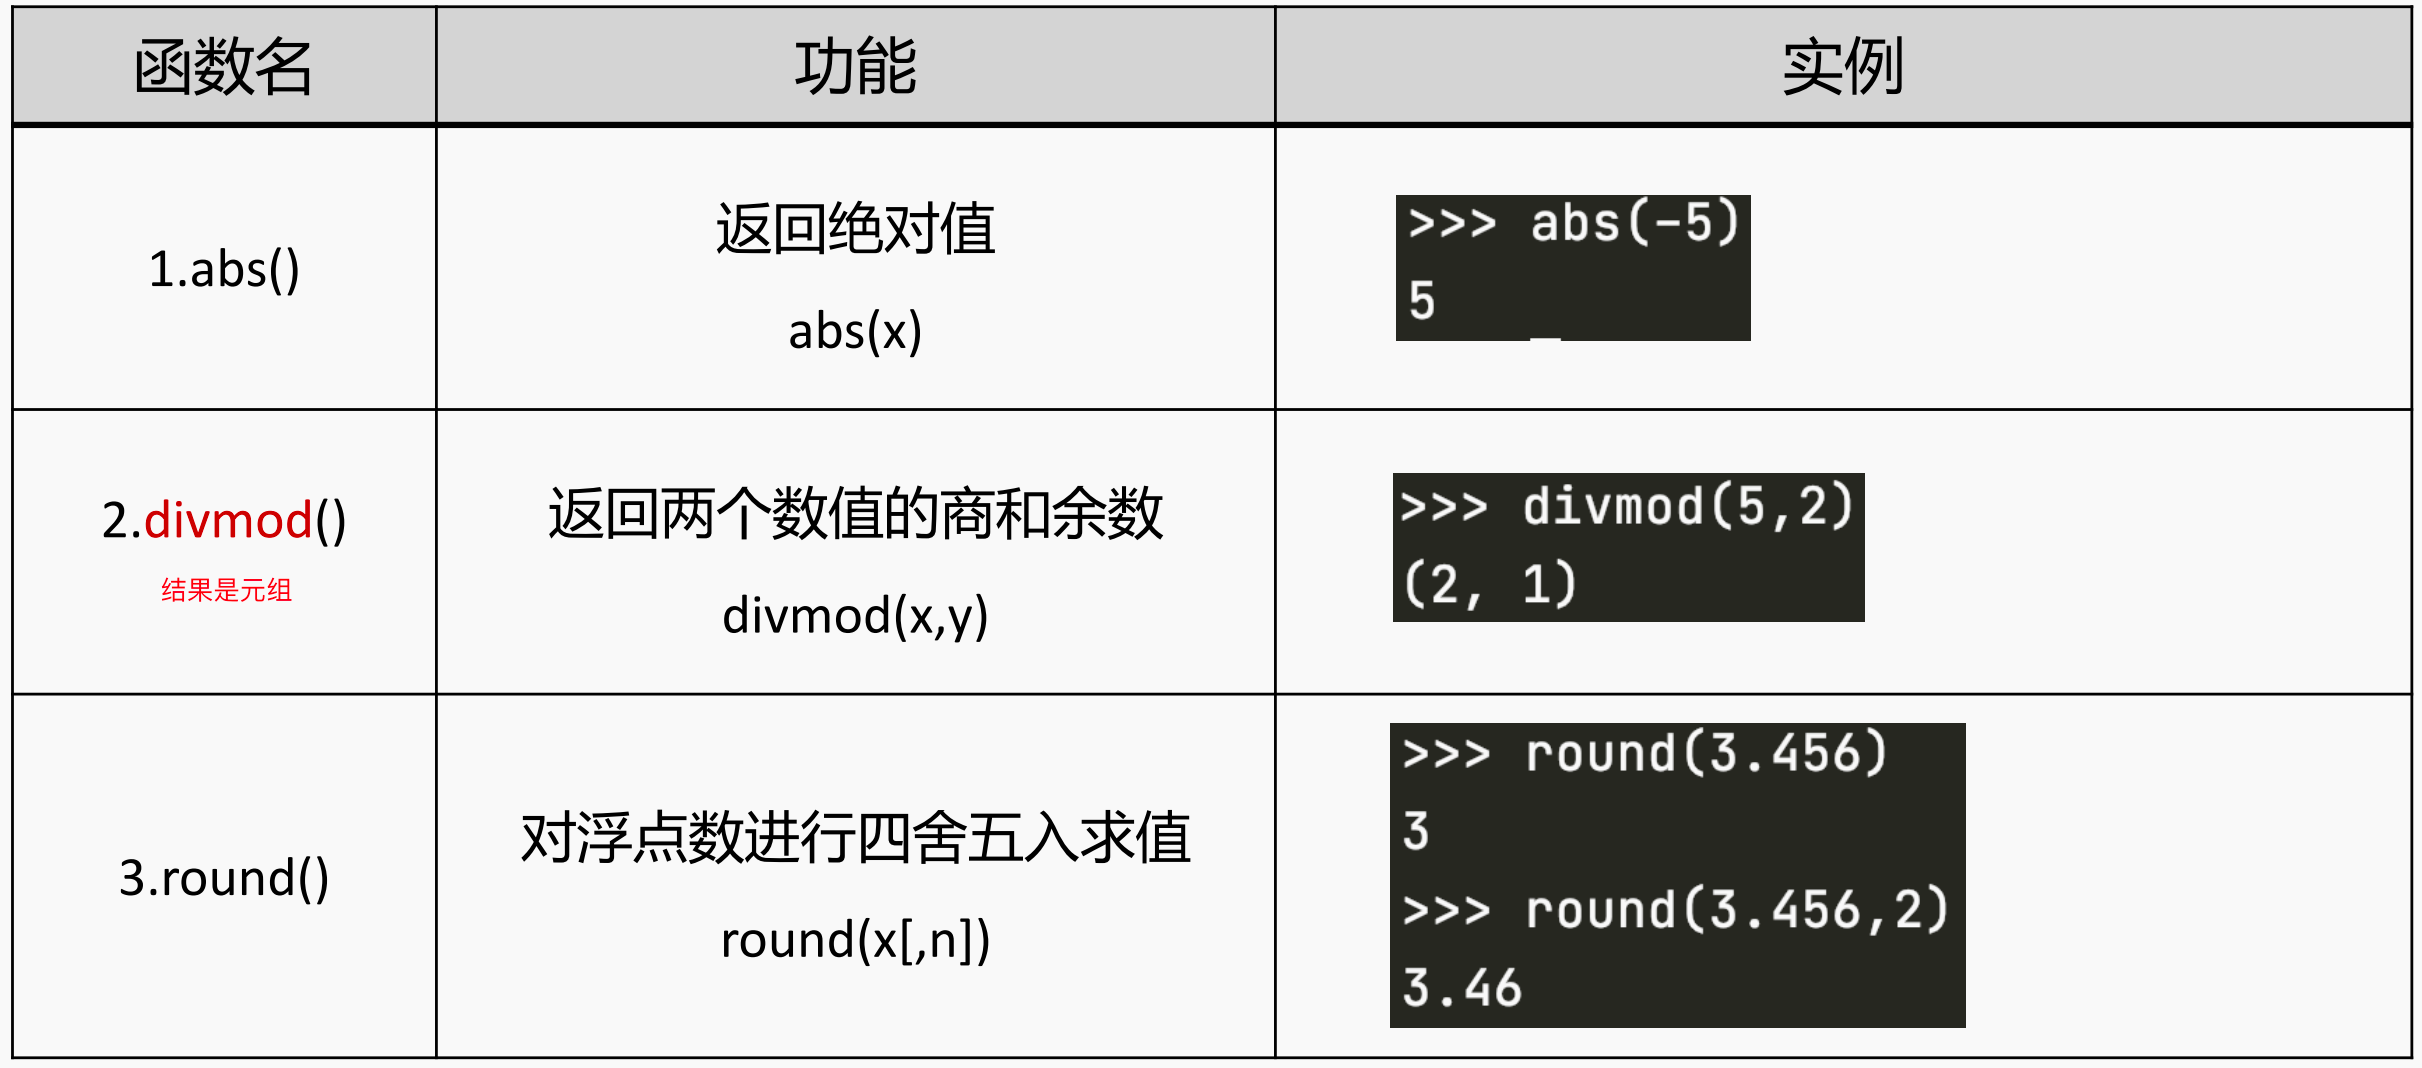 函数名
功能
实例
1.abs()
返回绝对值
abs(x)
>>> abs(-5)
5
2.divmod()
结果是元组
返回两个数值的商和余数
divmod(x,y)
>>> divmod(5,2)
(2, 1)
3.round()
对浮点数进行四舍五入求值
round(x[,n])
>>> round(3.456)
3
>>> round(3.456,2)
3.46